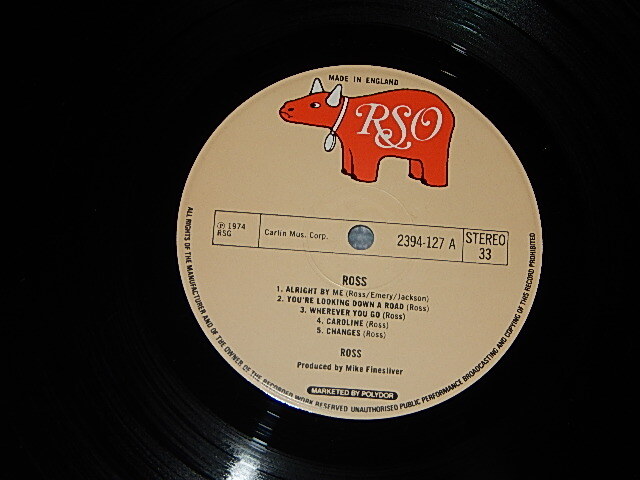 MADE IN ENGLAND
RSO
℗ 1974
RSG
Carlin Mus. Corp.
2394-127 A
STEREO
33
ROSS
1. ALRIGHT BY ME (Ross/Emery/Jackson)
2. YOU'RE LOOKING DOWN A ROAD (Ross)
3. WHEREVER YOU GO (Ross)
4. CAROLINE (Ross)
5. CHANGES (Ross)
ROSS
Produced by Mike Finesilver
MARKETED BY POLYDOR
ALL RIGHTS OF THE MANUFACTURER AND OF THE OWNER OF THE RECORDED WORK RESERVED UNAUTHORISED PUBLIC PERFORMANCE BROADCASTING AND COPYING OF THIS RECORD PROHIBITED